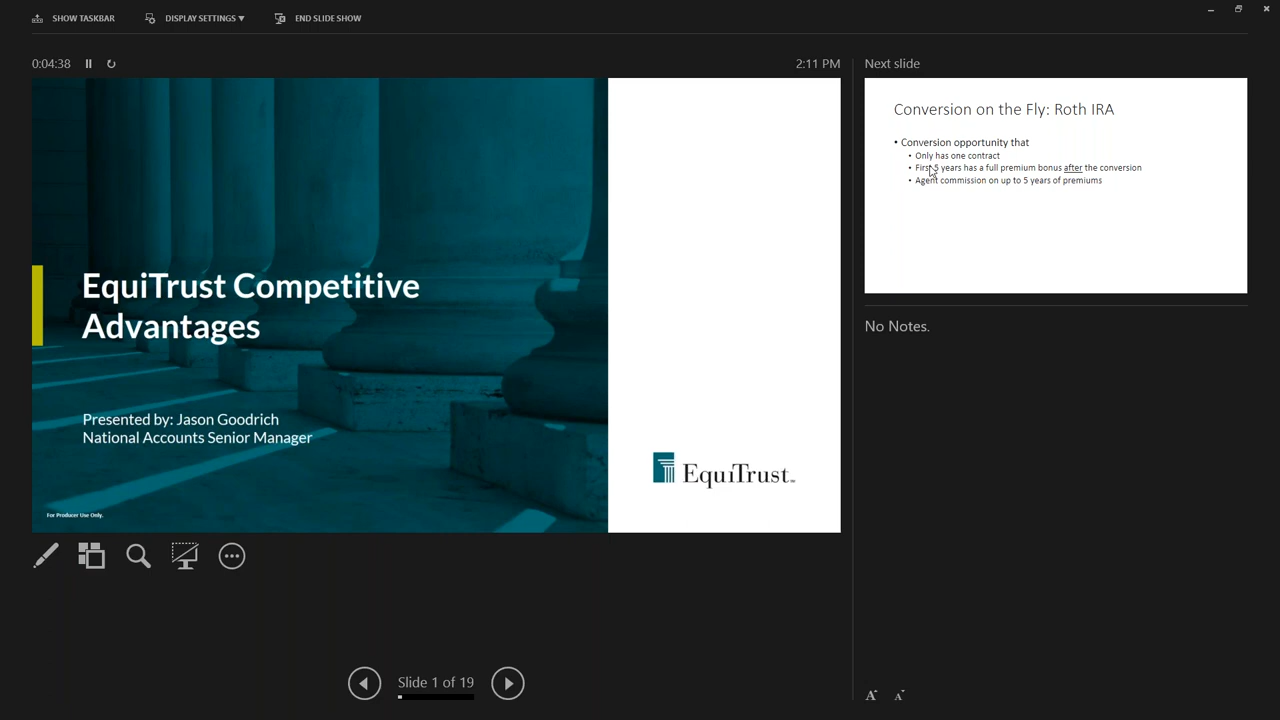 SHOW TASKBAR
DISPLAY SETTINGS ▼
END SLIDE SHOW
0:04:38
2:11 PM
EquiTrust Competitive
Advantages
Presented by: Jason Goodrich
National Accounts Senior Manager
For Producer Use Only.
EquiTrust
Slide 1 of 19
Next slide
Conversion on the Fly: Roth IRA
• Conversion opportunity that
• Only has one contract
• First 5 years has a full premium bonus after the conversion
• Agent commission on up to 5 years of premiums
No Notes.
A A